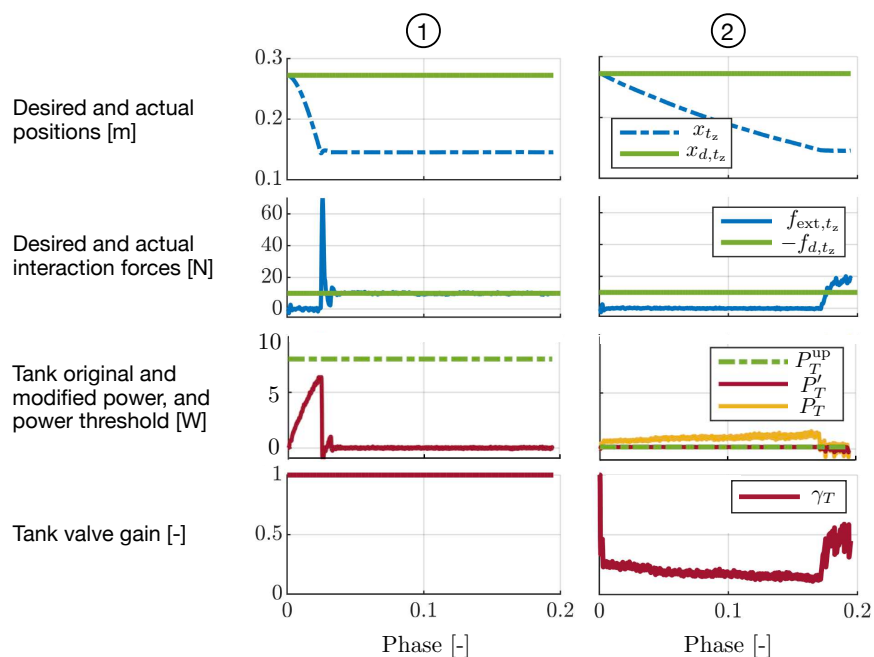 ① ②
Desired and actual
positions [m]
0.3
0.2
0.1
x_{t_z}
x_{d,t_z}
Desired and actual
interaction forces [N]
60
40
20
0
f_{ext,t_z}
-f_{d,t_z}
Tank original and
modified power, and
power threshold [W]
10
5
0
P_T^{up}
P'_T
P_T
Tank valve gain [-]
1
0.5
0
γ_T
0 0.1 0.2 0 0.1 0.2
Phase [-] Phase [-]